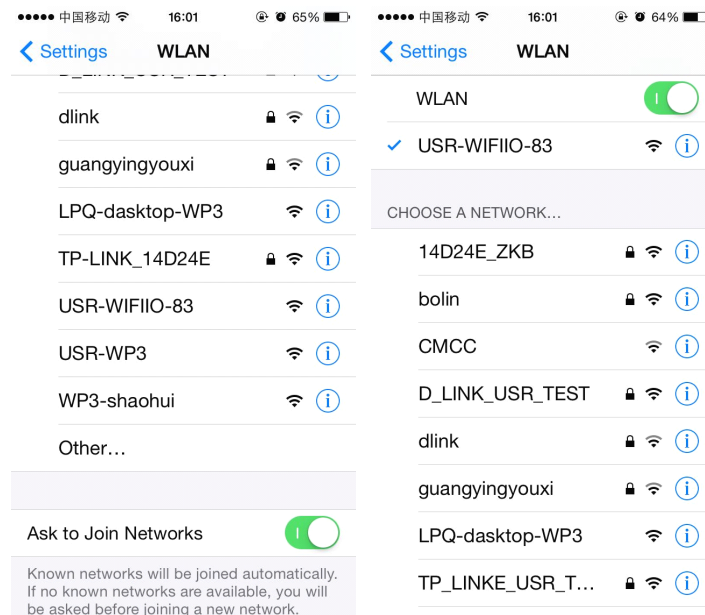 中国移动 16:01 65%
Settings WLAN
D_LINK_USR_TEST
dlink
guangyingyouxi
LPQ-dasktop-WP3
TP-LINK_14D24E
USR-WIFIIO-83
USR-WP3
WP3-shaohui
Other...
Ask to Join Networks
Known networks will be joined automatically.
If no known networks are available, you will
be asked before joining a new network.
中国移动 16:01 64%
Settings WLAN
WLAN
USR-WIFIIO-83
CHOOSE A NETWORK...
14D24E_ZKB
bolin
CMCC
D_LINK_USR_TEST
dlink
guangyingyouxi
LPQ-dasktop-WP3
TP_LINKE_USR_T...